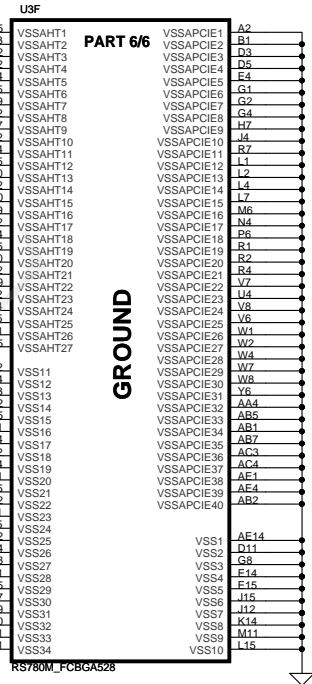 U3F
PART 6/6
VSSAHT1
VSSAHT2
VSSAHT3
VSSAHT4
VSSAHT5
VSSAHT6
VSSAHT7
VSSAHT8
VSSAHT9
VSSAHT10
VSSAHT11
VSSAHT12
VSSAHT13
VSSAHT14
VSSAHT15
VSSAHT16
VSSAHT17
VSSAHT18
VSSAHT19
VSSAHT20
VSSAHT21
VSSAHT22
VSSAHT23
VSSAHT24
VSSAHT25
VSSAHT26
VSSAHT27
VSS11
VSS12
VSS13
VSS14
VSS15
VSS16
VSS17
VSS18
VSS19
VSS20
VSS21
VSS22
VSS23
VSS24
VSS25
VSS26
VSS27
VSS28
VSS29
VSS30
VSS31
VSS32
VSS33
VSS34
GROUND
VSSAPCIE1 A2
VSSAPCIE2 B1
VSSAPCIE3 D3
VSSAPCIE4 D5
VSSAPCIE5 E4
VSSAPCIE6 G1
VSSAPCIE7 G2
VSSAPCIE8 G4
VSSAPCIE9 H7
VSSAPCIE10 J4
VSSAPCIE11 R7
VSSAPCIE12 L1
VSSAPCIE13 L2
VSSAPCIE14 L4
VSSAPCIE15 L7
VSSAPCIE16 M6
VSSAPCIE17 N4
VSSAPCIE18 P6
VSSAPCIE19 R1
VSSAPCIE20 R2
VSSAPCIE21 R4
VSSAPCIE22 V7
VSSAPCIE23 U4
VSSAPCIE24 V8
VSSAPCIE25 V6
VSSAPCIE26 W1
VSSAPCIE27 W2
VSSAPCIE28 W4
VSSAPCIE29 W7
VSSAPCIE30 W8
VSSAPCIE31 Y6
VSSAPCIE32 AA4
VSSAPCIE33 AB5
VSSAPCIE34 AB1
VSSAPCIE35 AB7
VSSAPCIE36 AC3
VSSAPCIE37 AC4
VSSAPCIE38 AE1
VSSAPCIE39 AE4
VSSAPCIE40 AB2
VSS1 AE14
VSS2 D11
VSS3 G8
VSS4 E14
VSS5 E15
VSS6 J15
VSS7 J12
VSS8 K14
VSS9 M11
VSS10 L15
RS780M_FCBGA528